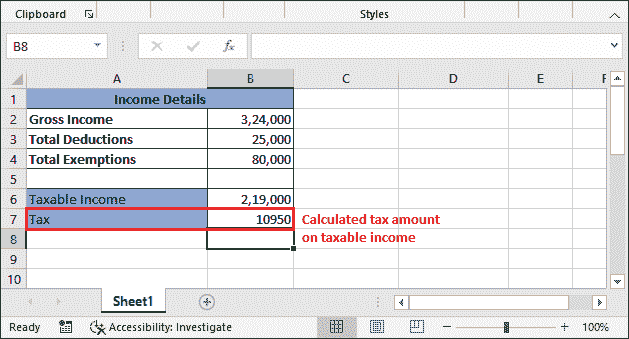 Clipboard Styles
B8 fx
A B C D E F
1 Income Details
2 Gross Income 3,24,000
3 Total Deductions 25,000
4 Total Exemptions 80,000
5
6 Taxable Income 2,19,000
7 Tax 10950 Calculated tax amount
8 on taxable income
9
10
Sheet1
Ready Accessibility: Investigate 100%